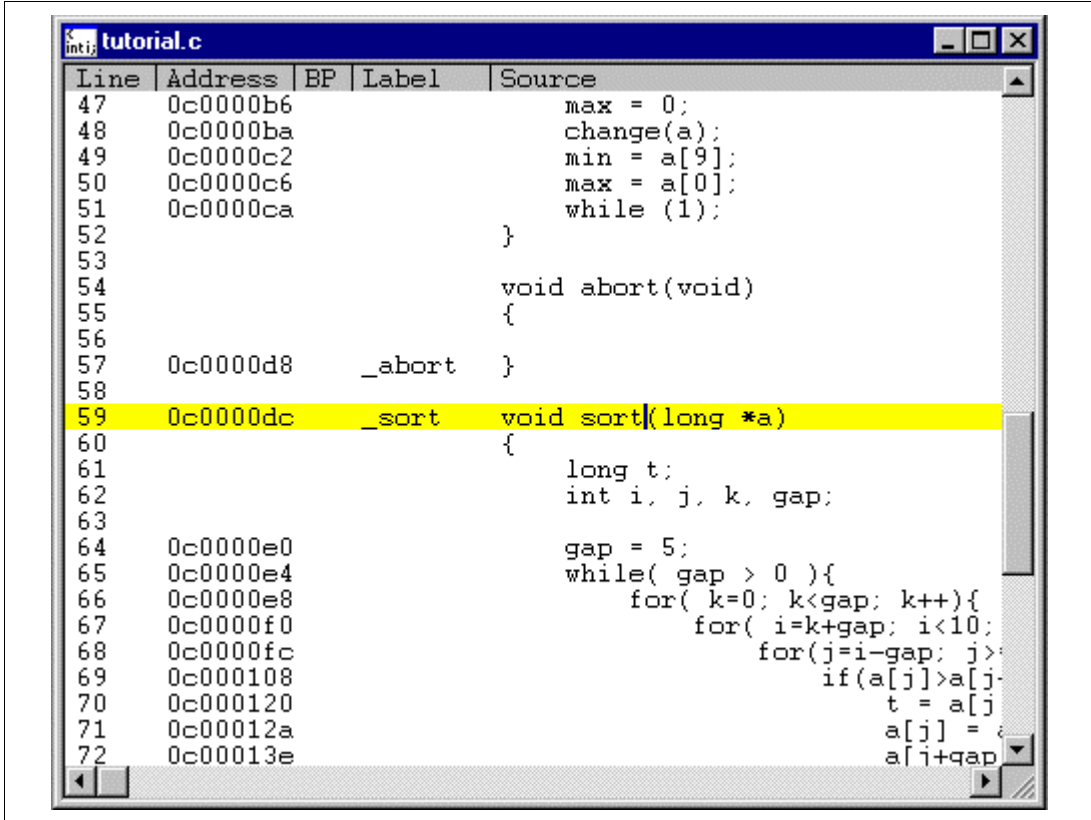 inti; tutorial.c
Line Address BP Label Source
47 0c0000b6 max = 0;
48 0c0000ba change(a);
49 0c0000c2 min = a[9];
50 0c0000c6 max = a[0];
51 0c0000ca while (1);
52 }
53
54 void abort(void)
55 {
56
57 0c0000d8 _abort }
58
59 0c0000dc _sort void sort(long *a)
60 {
61 long t;
62 int i, j, k, gap;
63
64 0c0000e0 gap = 5;
65 0c0000e4 while( gap > 0 ){
66 0c0000e8 for( k=0; k<gap; k++){
67 0c0000f0 for( i=k+gap; i<10;
68 0c0000fc for(j=i-gap; j>
69 0c000108 if(a[j]>a[j
70 0c000120 t = a[j
71 0c00012a a[j] =
72 0c00013e a[j+gap